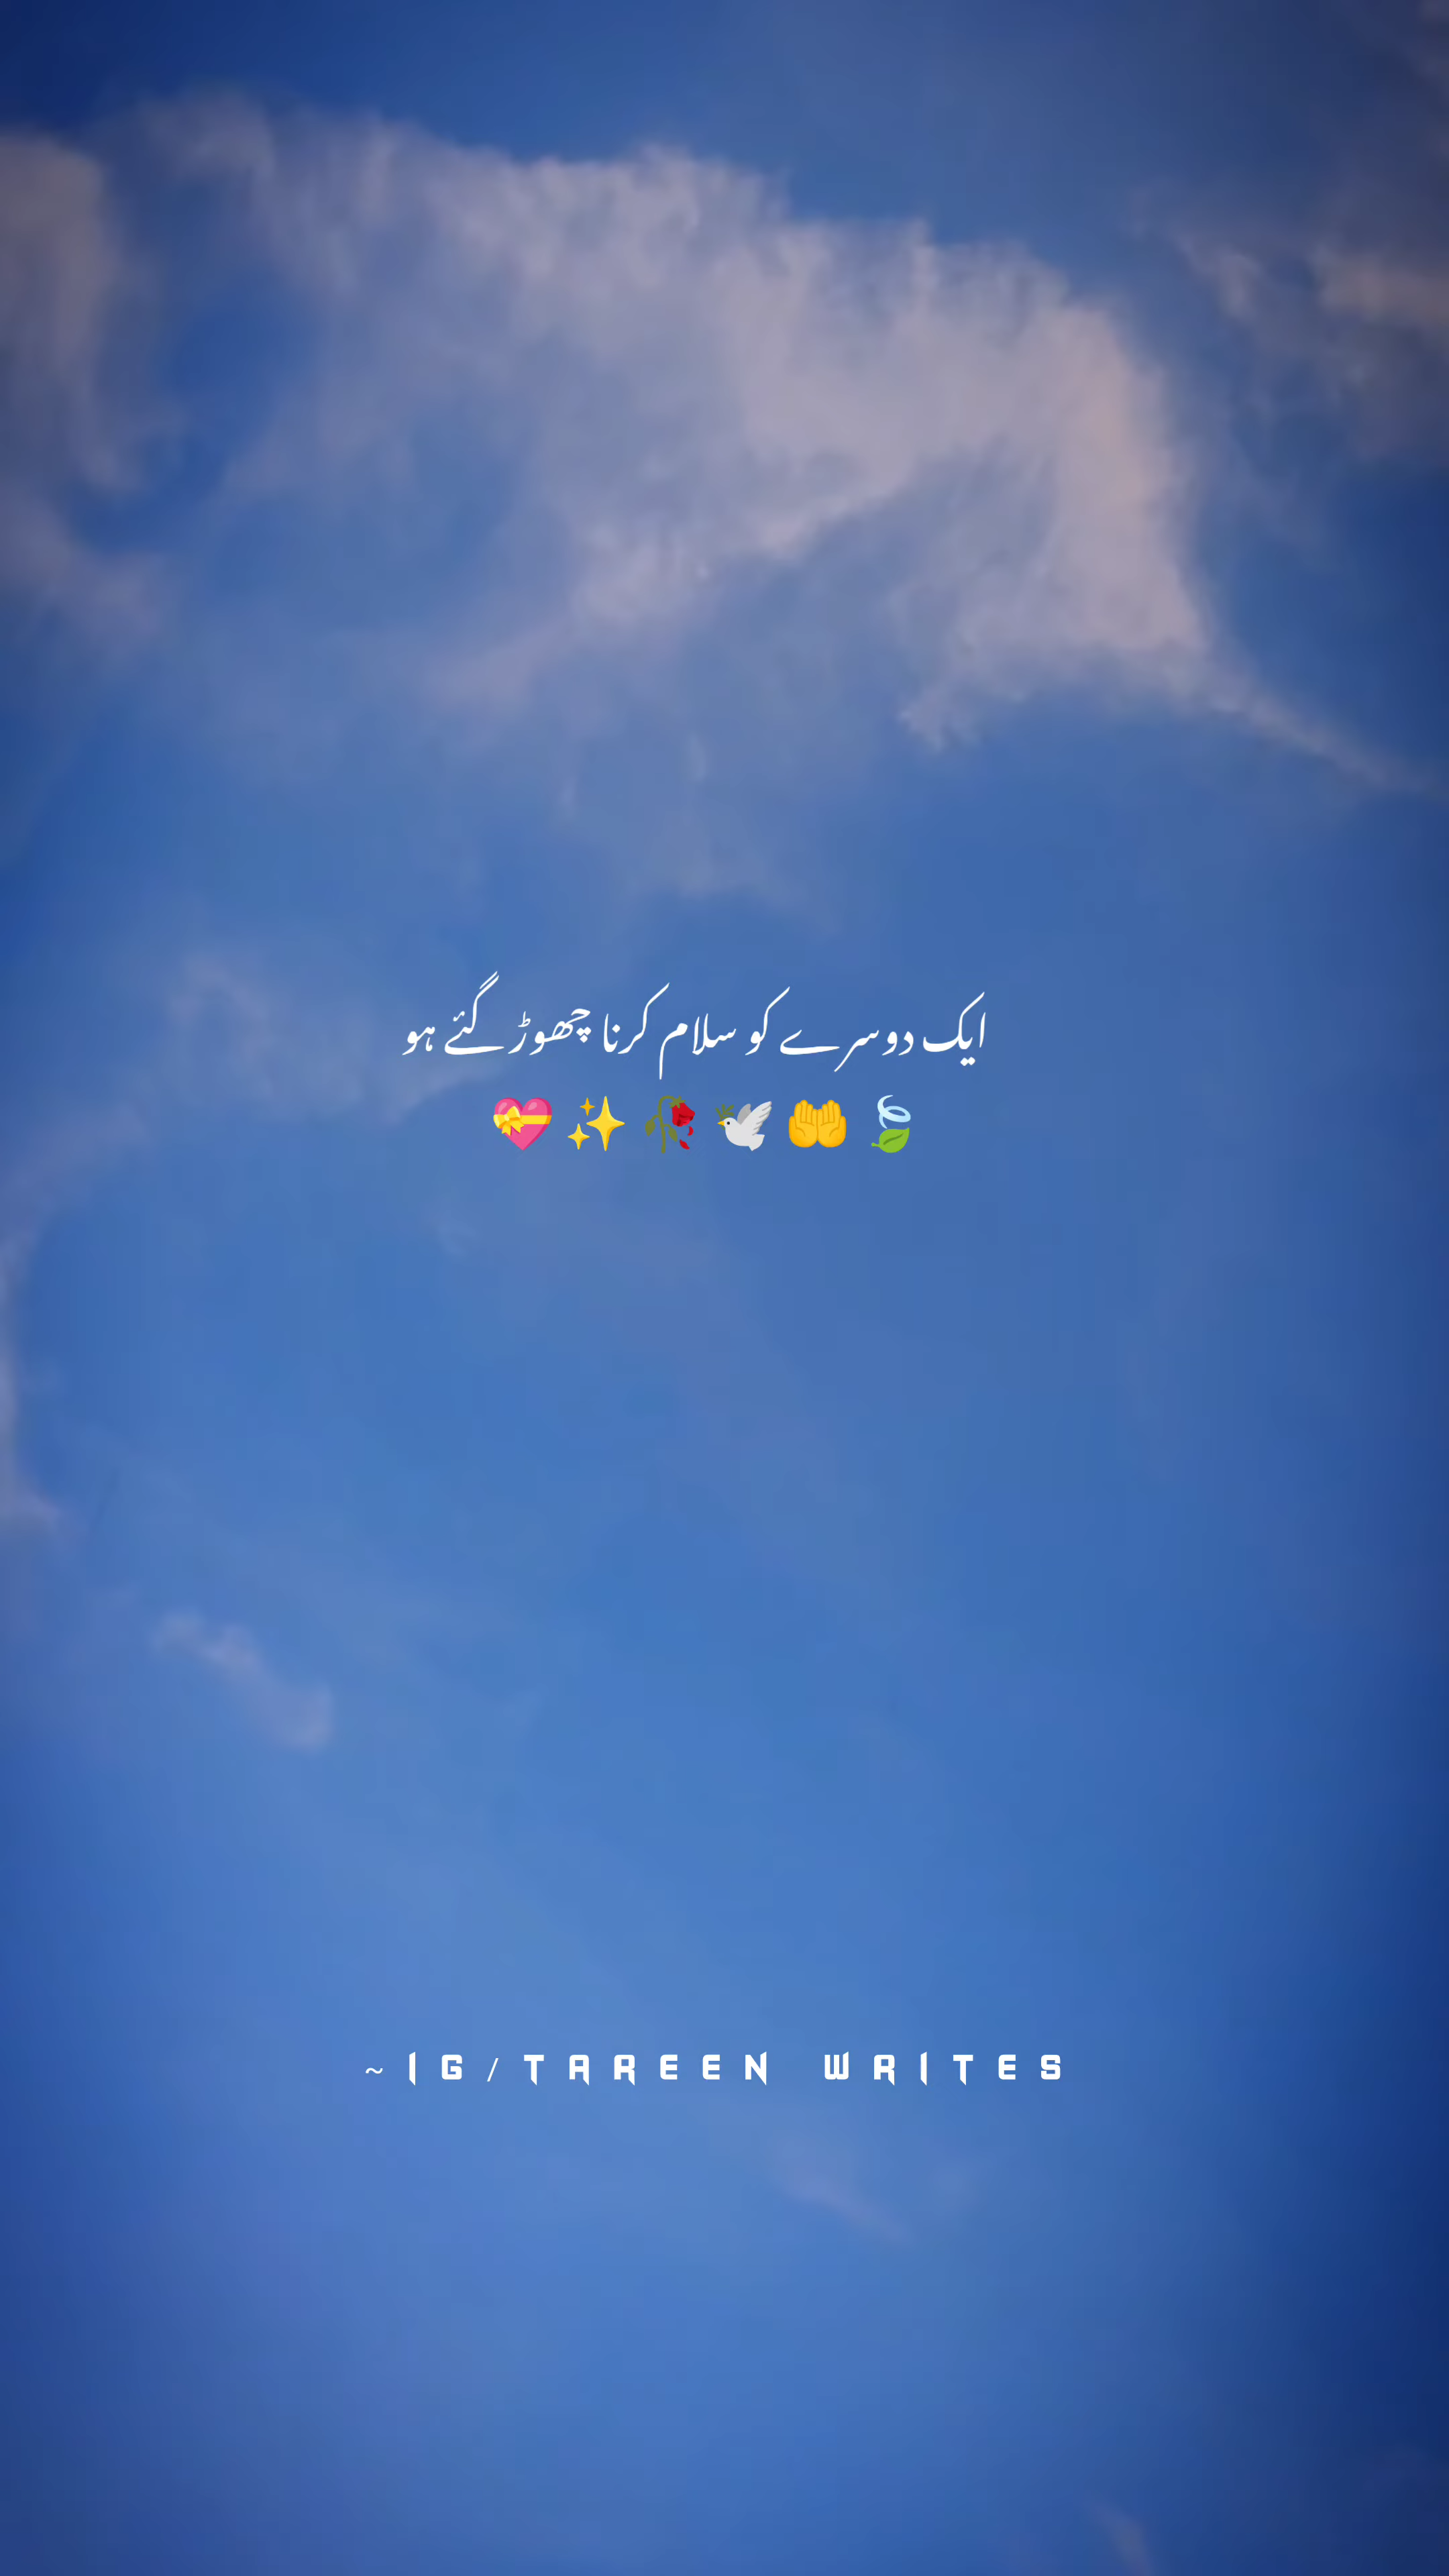 ایک دوسرے کو سلام کرنا چھوڑ گئے ہو
💝✨🥀🕊️🤲🍃
~IG/TAREEN WRITES